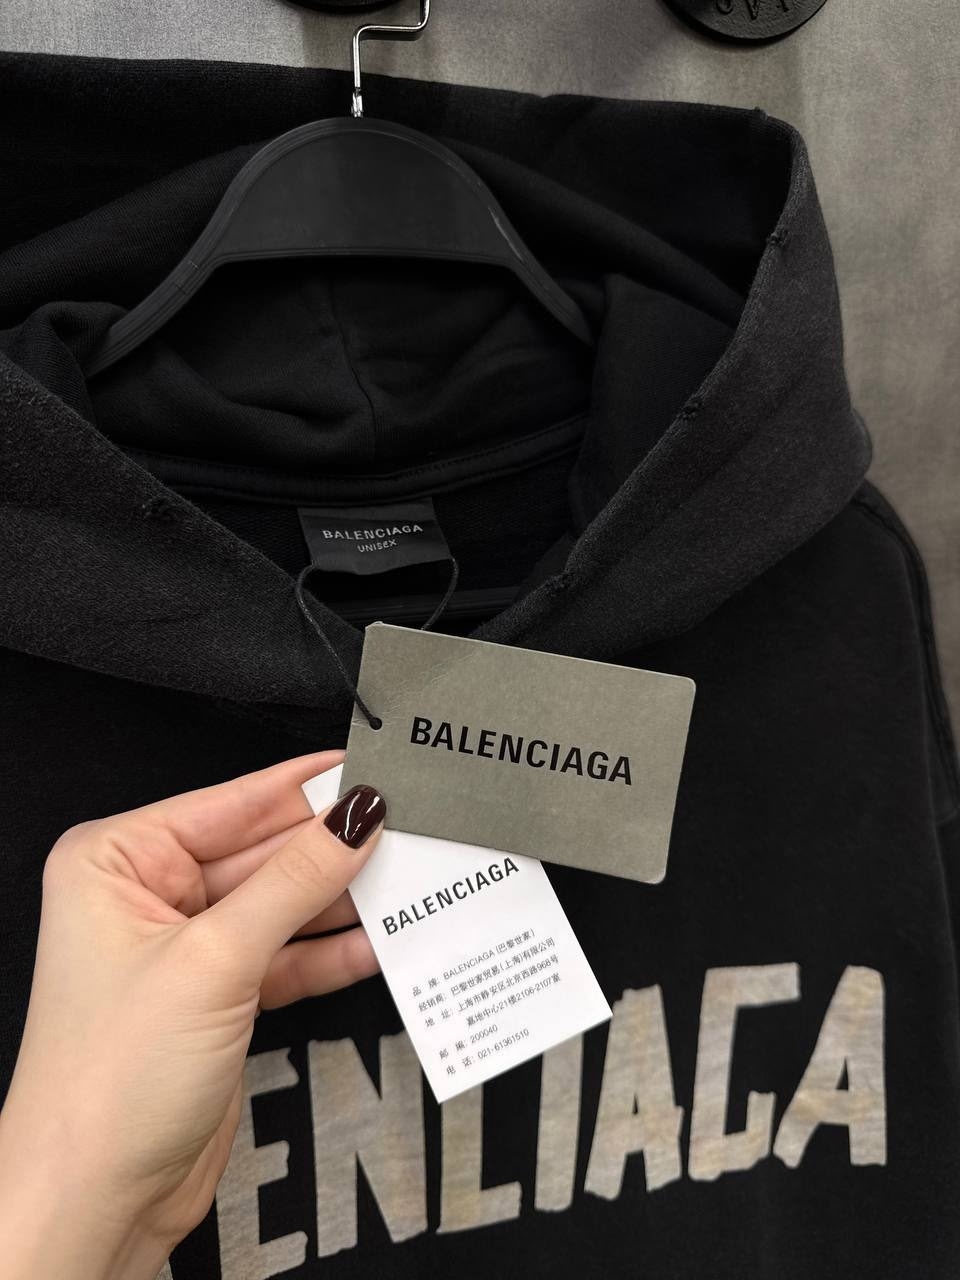 BALENCIAGA
UNISEX
BALENCIAGA
BALENCIAGA
品 牌: BALENCIAGA (巴黎世家)
经销商: 巴黎世家贸易(上海)有限公司
地 址: 上海市静安区北京西路968号
嘉地中心21楼2106-2107室
邮 编: 200040
电 话: 021-61361510
ENCIAGA